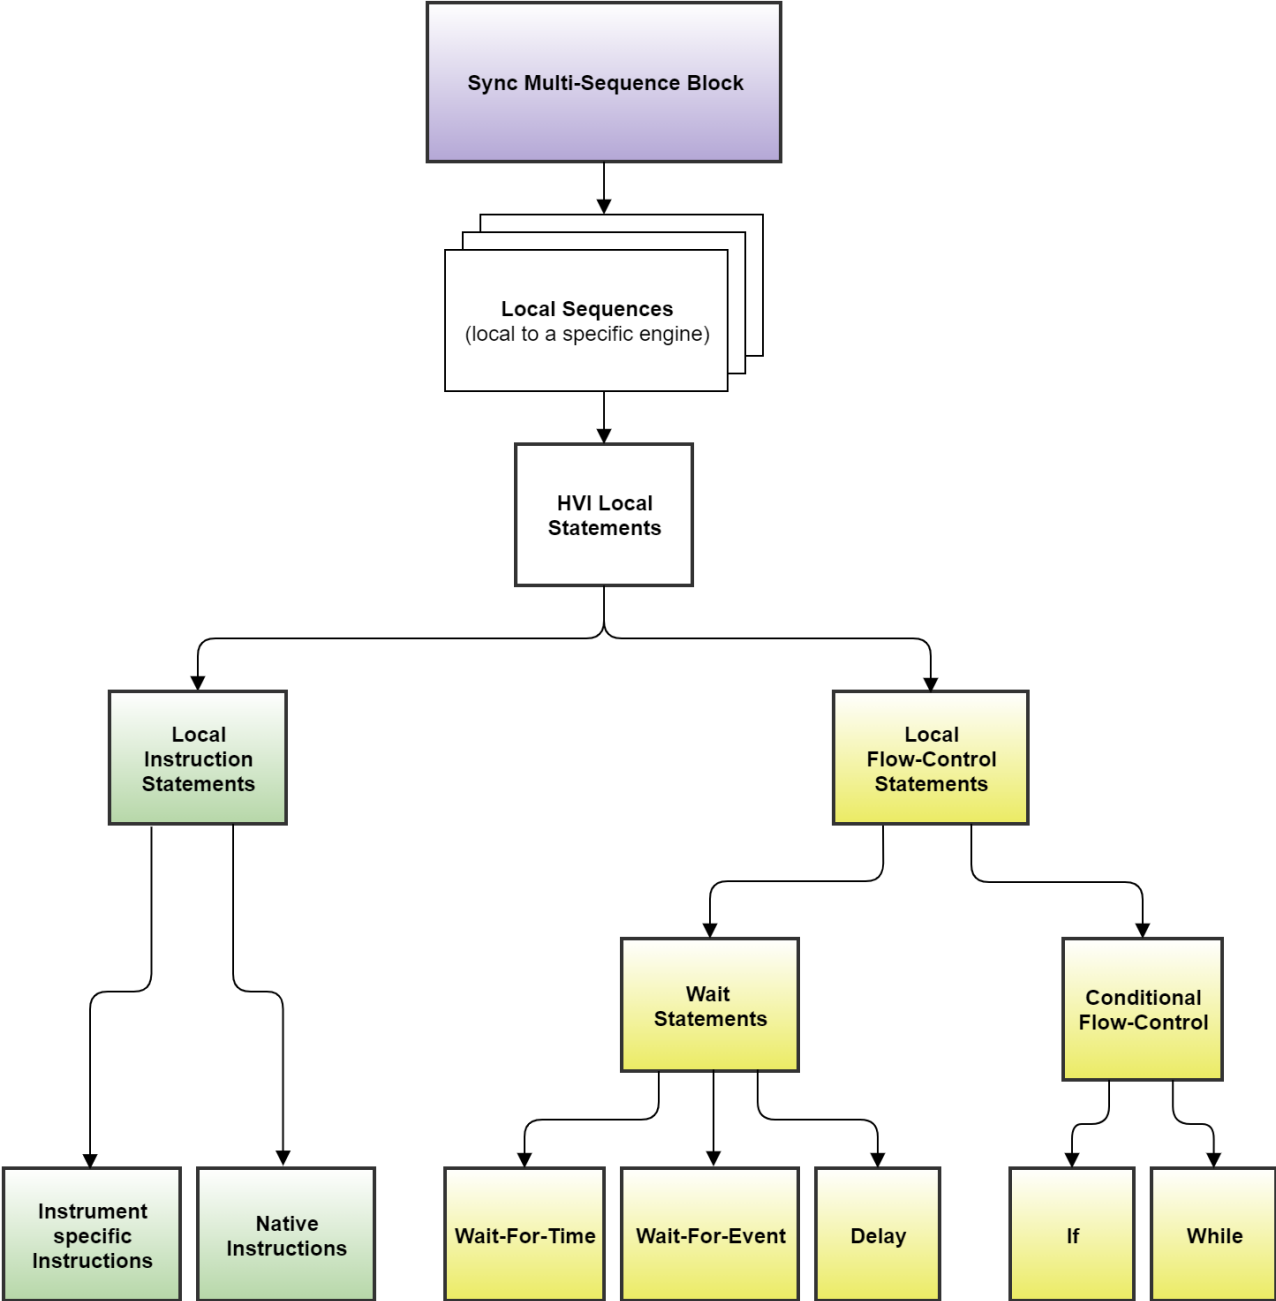 Sync Multi-Sequence Block
Local Sequences
(local to a specific engine)
HVI Local
Statements
Local
Instruction
Statements
Local
Flow-Control
Statements
Wait
Statements
Conditional
Flow-Control
Instrument
specific
Instructions
Native
Instructions
Wait-For-Time
Wait-For-Event
Delay
If
While